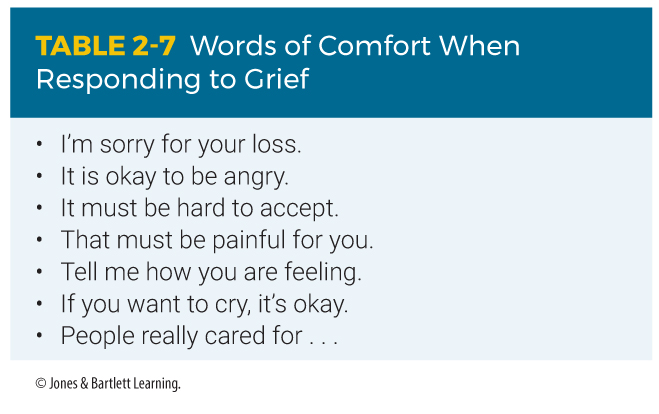 TABLE 2-7 Words of Comfort When
Responding to Grief
• I’m sorry for your loss.
• It is okay to be angry.
• It must be hard to accept.
• That must be painful for you.
• Tell me how you are feeling.
• If you want to cry, it’s okay.
• People really cared for . . .
© Jones & Bartlett Learning.